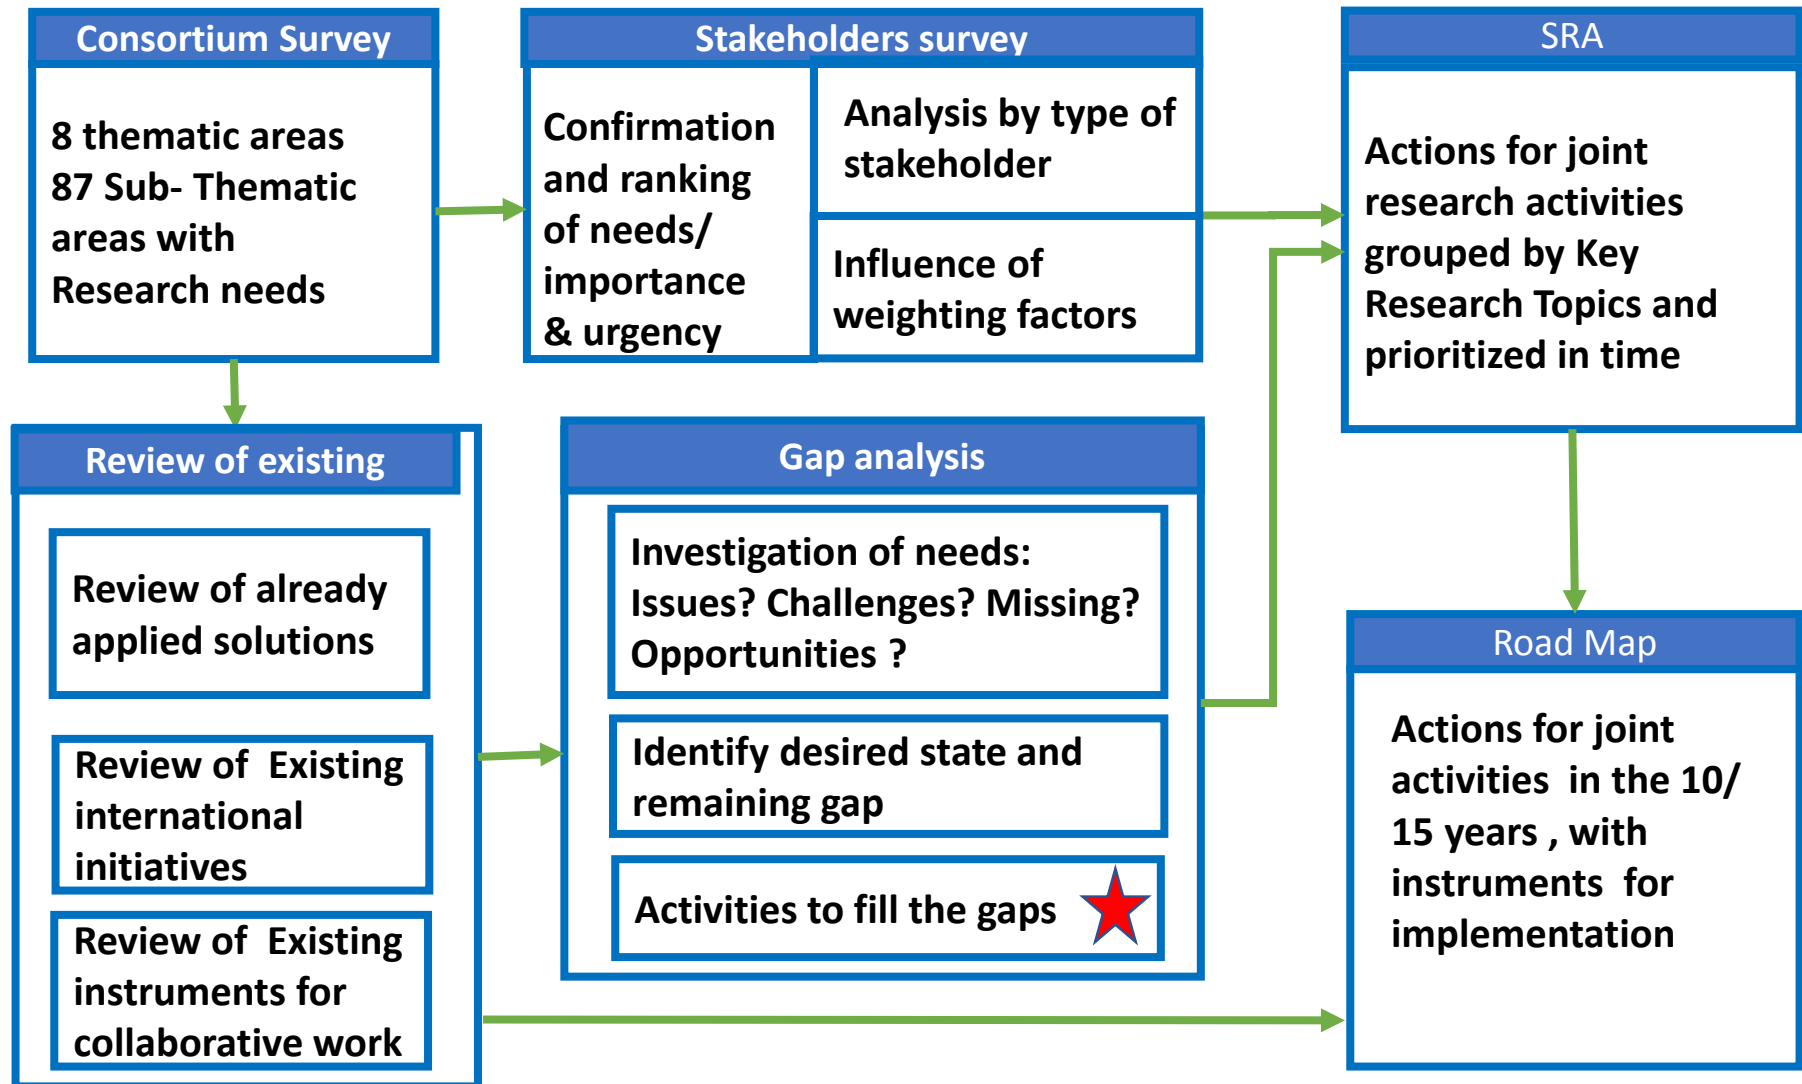 Consortium Survey
8 thematic areas
87 Sub- Thematic
areas with
Research needs
Stakeholders survey
Confirmation
and ranking
of needs/
importance
& urgency
Analysis by type of
stakeholder
Influence of
weighting factors
SRA
Actions for joint
research activities
grouped by Key
Research Topics and
prioritized in time
Review of existing
Review of already
applied solutions
Review of  Existing
international
initiatives
Review of  Existing
instruments for
collaborative work
Gap analysis
Investigation of needs:
Issues? Challenges? Missing?
Opportunities ?
Identify desired state and
remaining gap
Activities to fill the gaps
Road Map
Actions for joint
activities  in the 10/
15 years , with
instruments  for
implementation